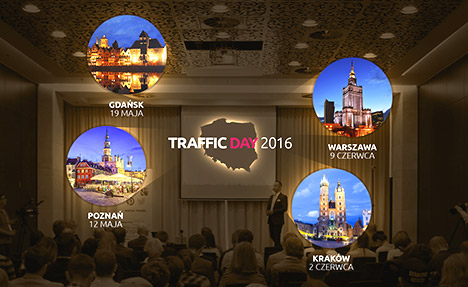 GDAŃSK
19 MAJA
WARSZAWA
9 CZERWCA
TRAFFIC DAY 2016
POZNAŃ
12 MAJA
KRAKÓW
2 CZERWCA